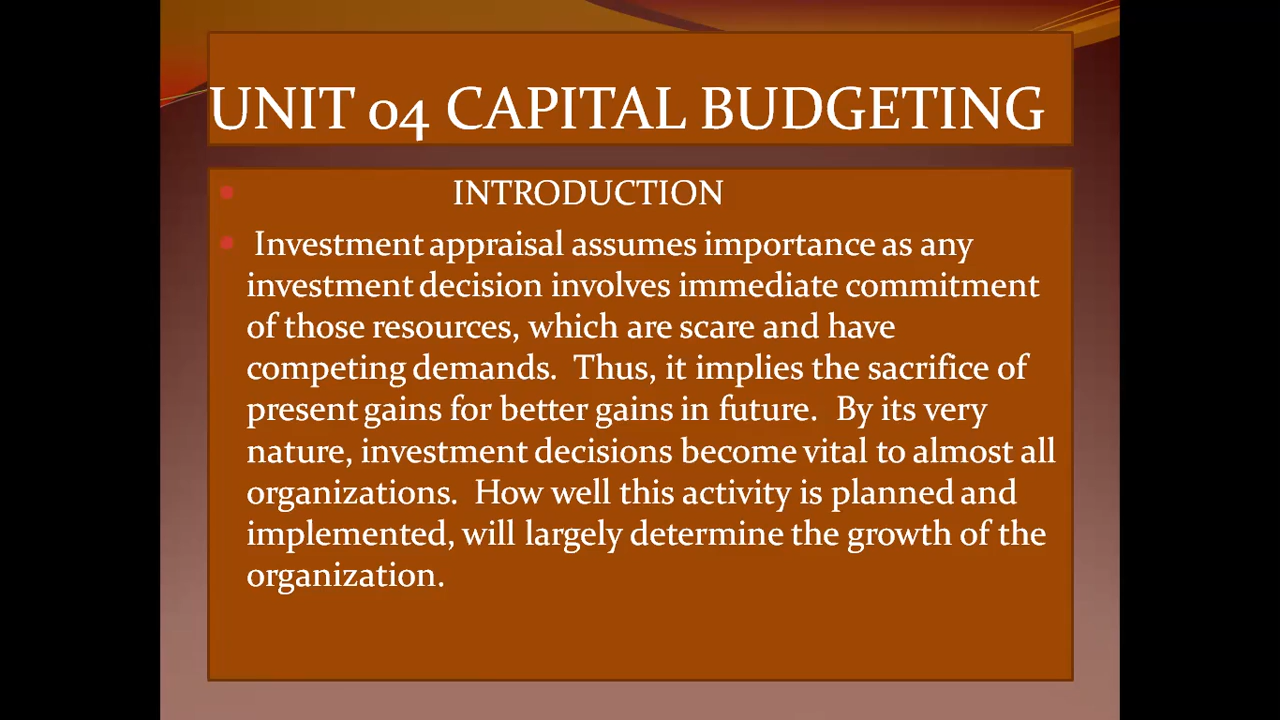 UNIT 04 CAPITAL BUDGETING
INTRODUCTION
Investment appraisal assumes importance as any
investment decision involves immediate commitment
of those resources, which are scare and have
competing demands. Thus, it implies the sacrifice of
present gains for better gains in future. By its very
nature, investment decisions become vital to almost all
organizations. How well this activity is planned and
implemented, will largely determine the growth of the
organization.